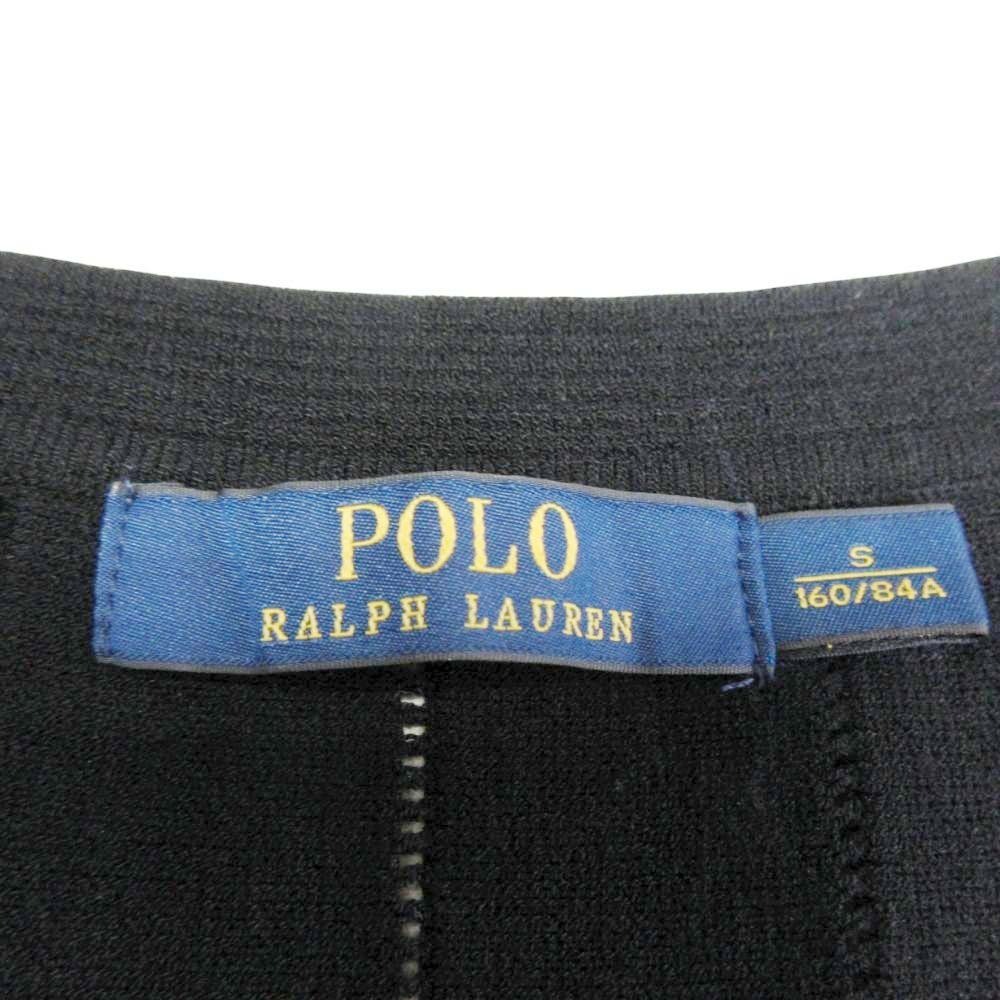 POLO
RALPH LAUREN
S
160/84A